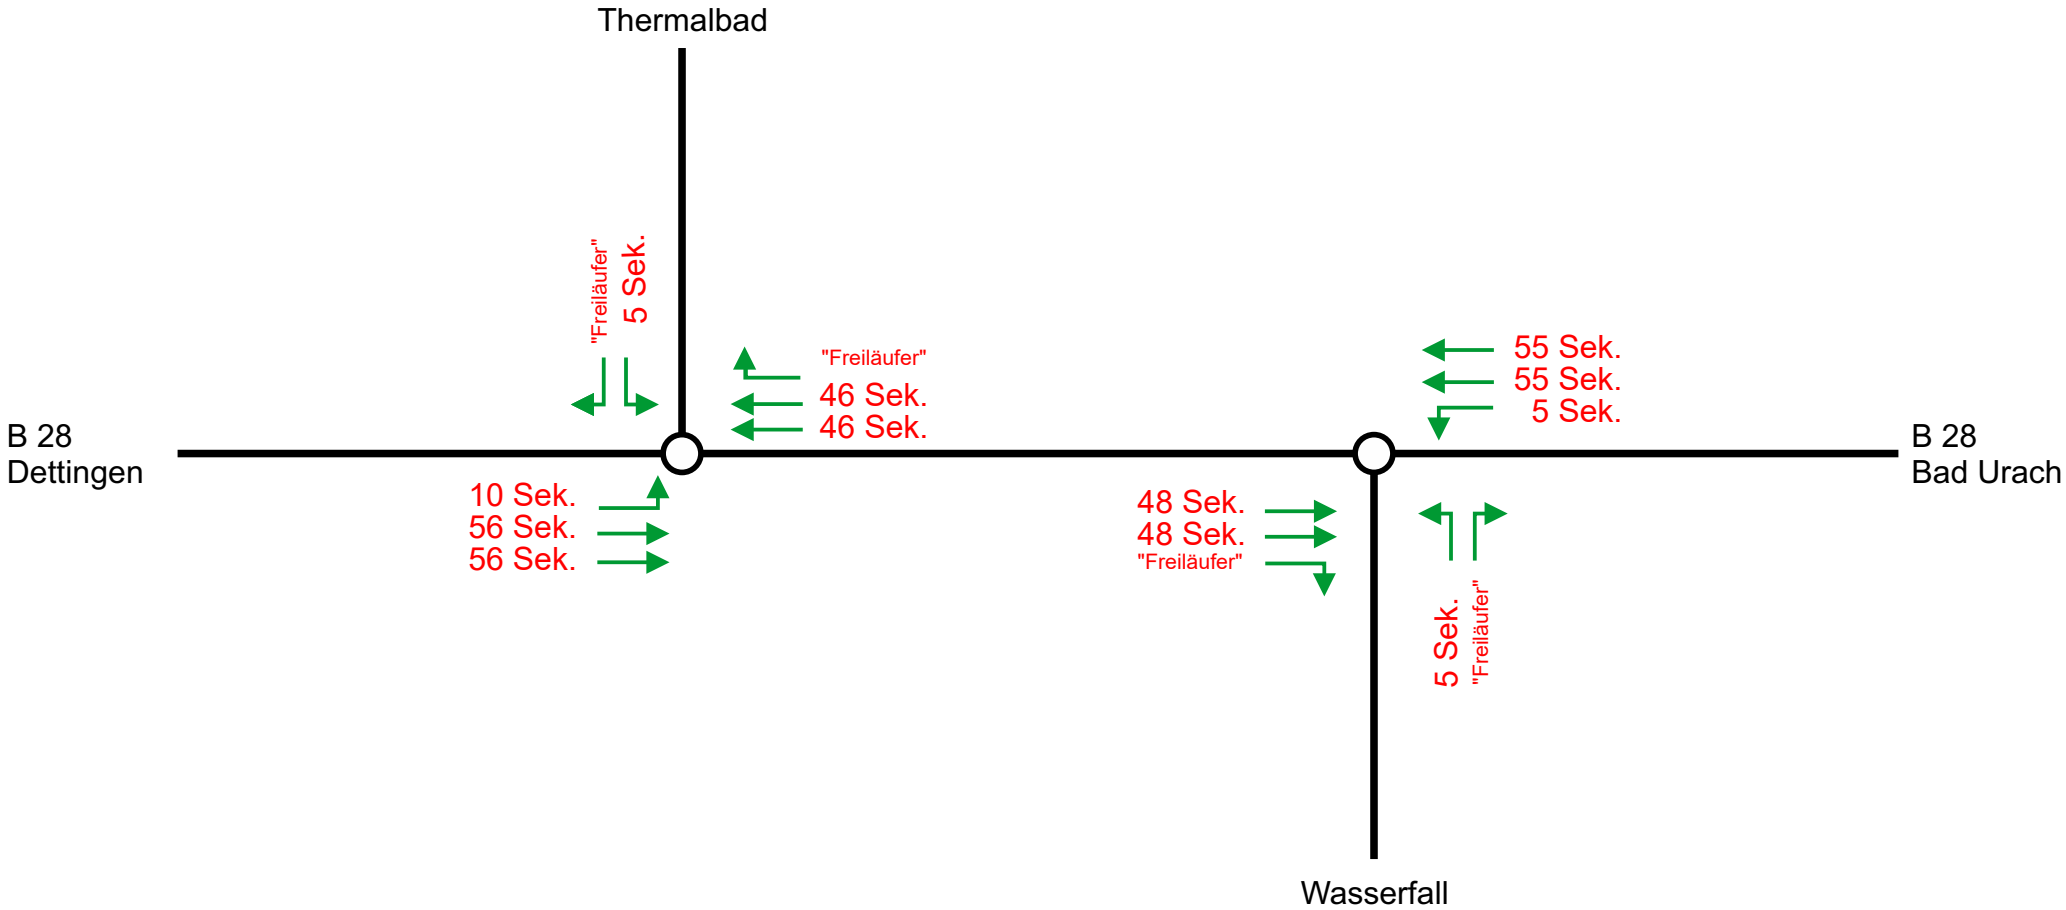 Thermalbad
"Freiläufer"
5 Sek.
"Freiläufer"
46 Sek.
46 Sek.
55 Sek.
55 Sek.
5 Sek.
B 28
Dettingen
B 28
Bad Urach
10 Sek.
56 Sek.
56 Sek.
48 Sek.
48 Sek.
"Freiläufer"
5 Sek.
"Freiläufer"
Wasserfall